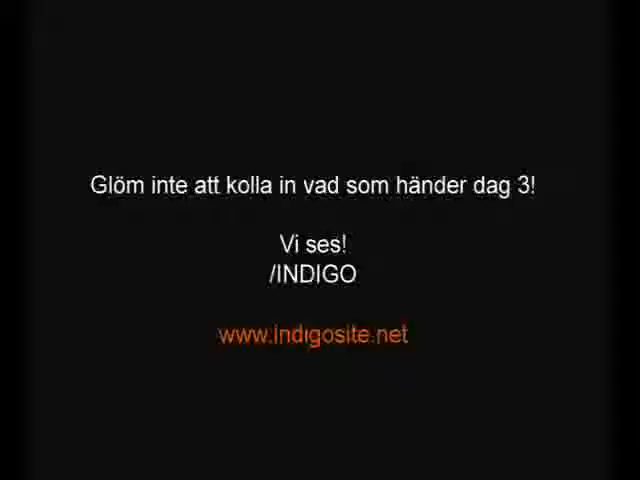 Glöm inte att kolla in vad som händer dag 3!
Vi ses!
/INDIGO
www.indigosite.net